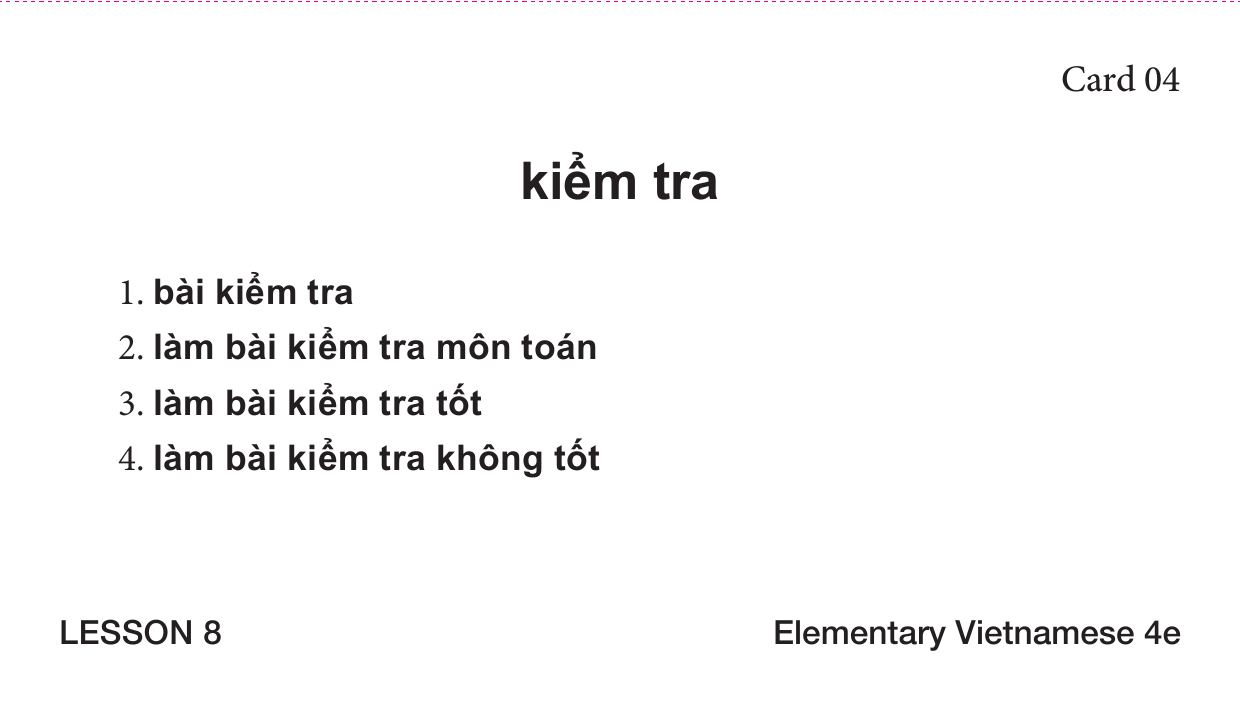 Card 04
kiểm tra
1. bài kiểm tra
2. làm bài kiểm tra môn toán
3. làm bài kiểm tra tốt
4. làm bài kiểm tra không tốt
LESSON 8
Elementary Vietnamese 4e